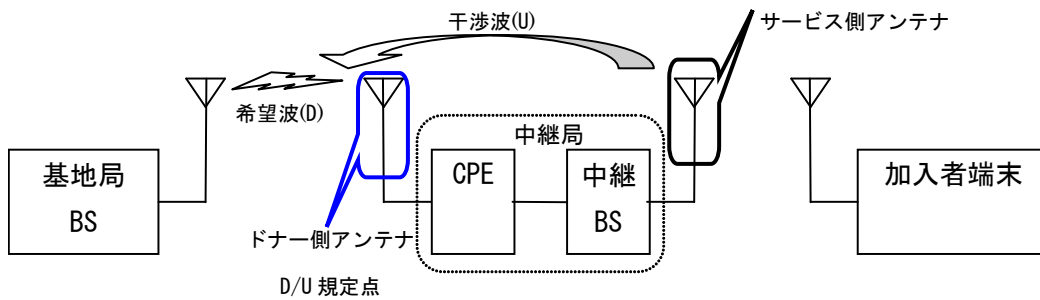 干渉波(U)
サービス側アンテナ
希望波(D)
中継局
基地局
BS
CPE
中継
BS
加入者端末
ドナー側アンテナ
D/U 規定点